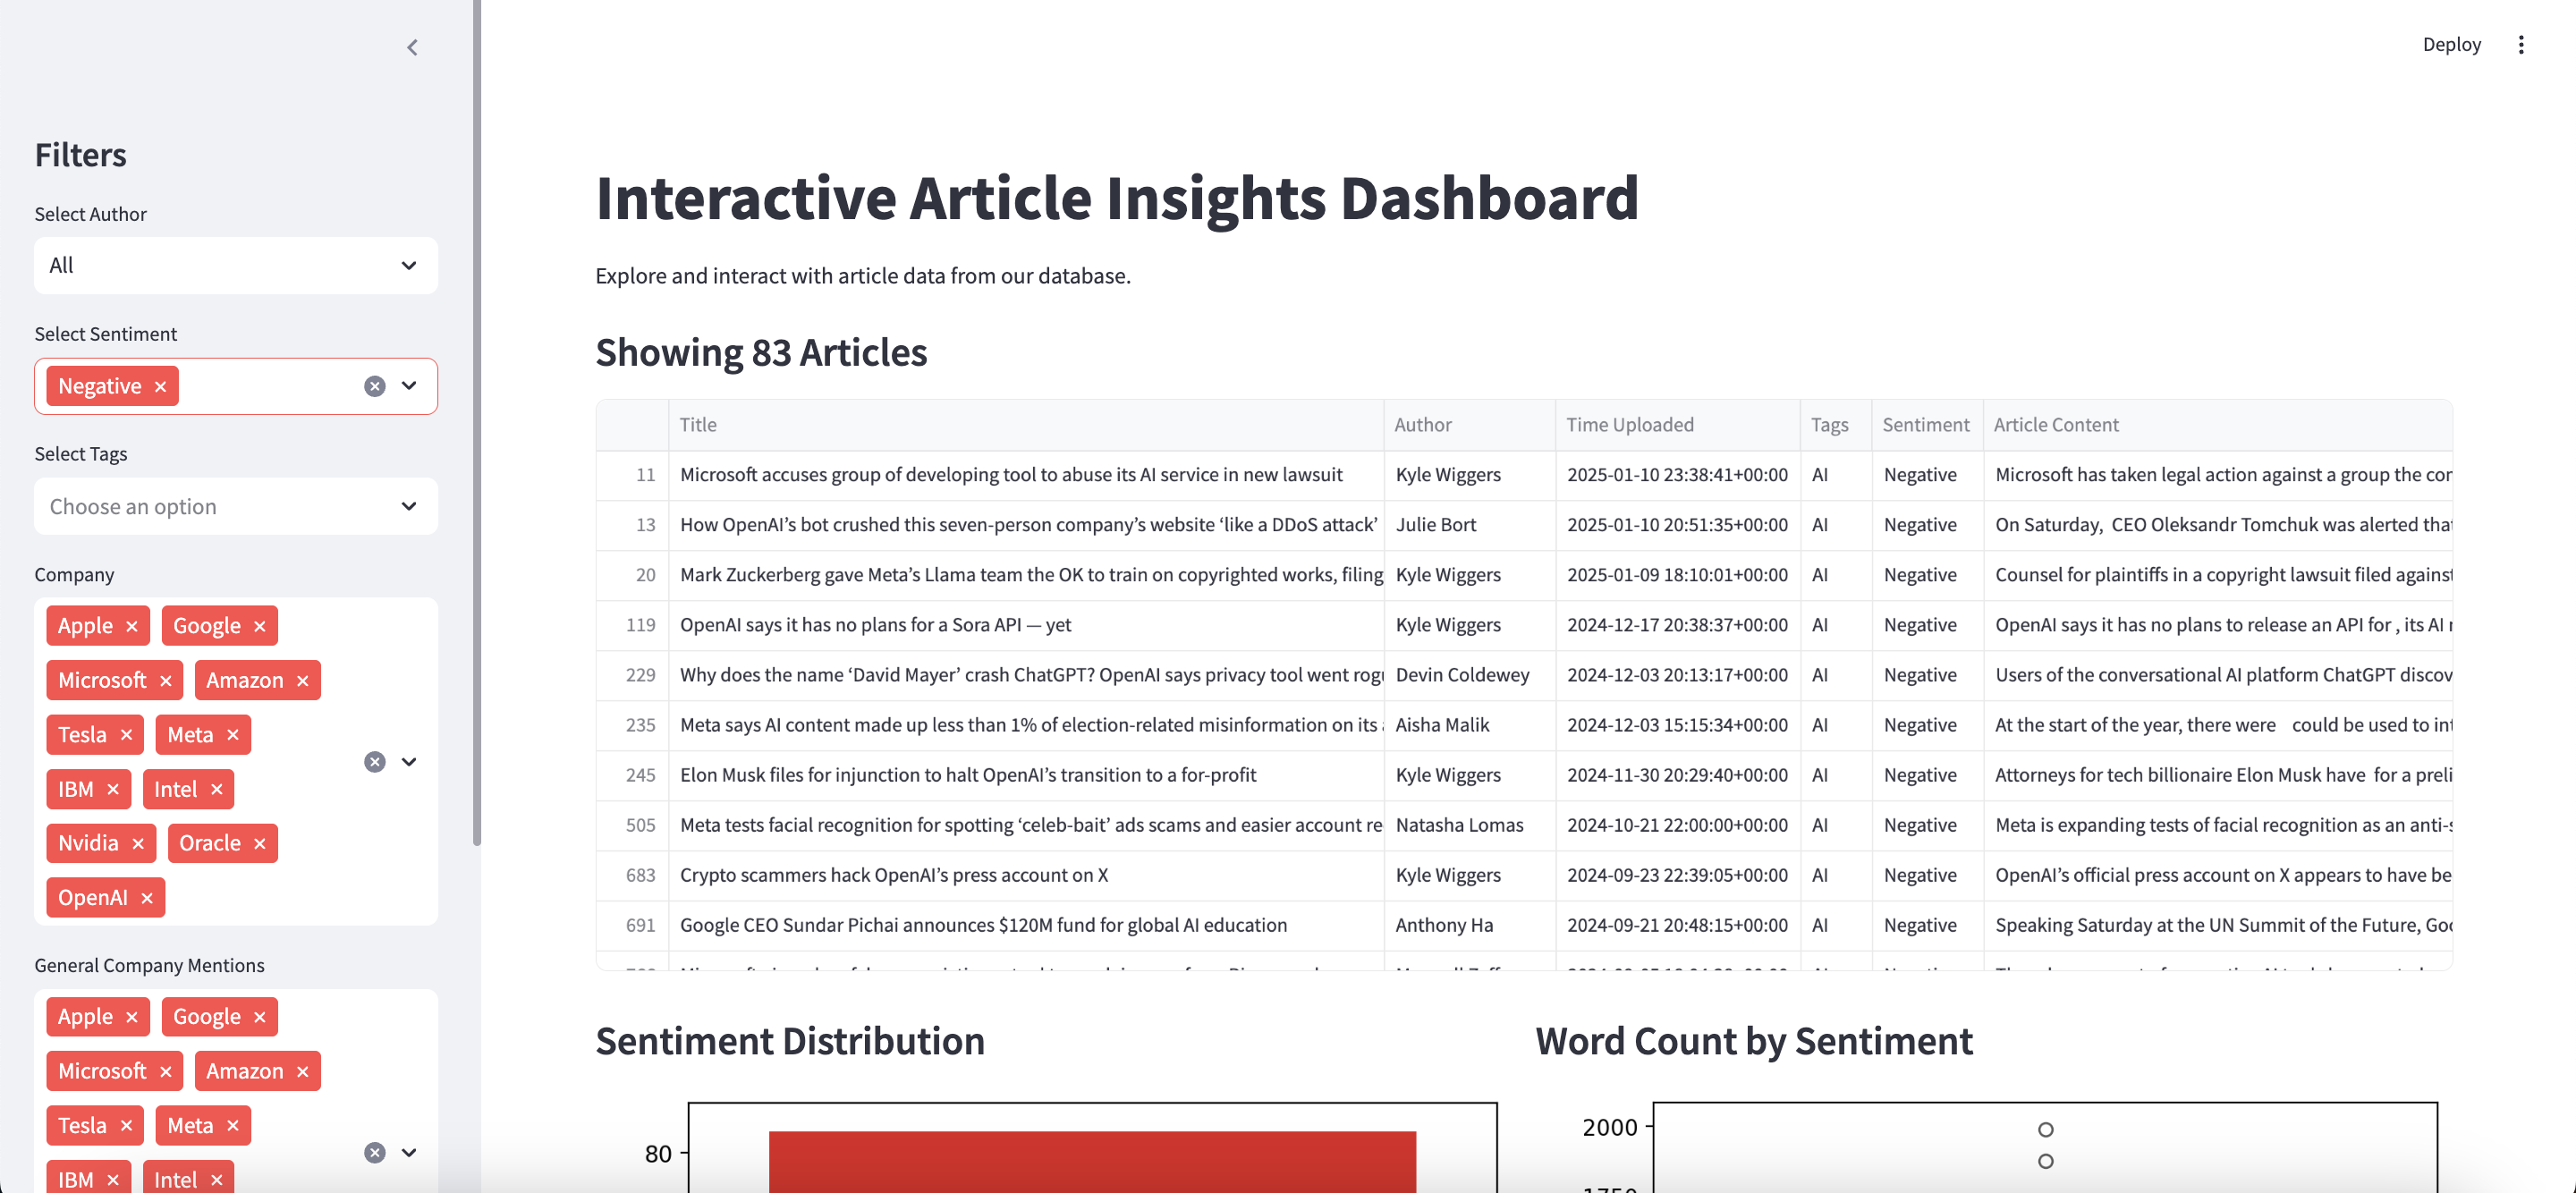 Deploy
Filters
Select Author
All
Select Sentiment
Negative
Select Tags
Choose an option
Company
Apple Google
Microsoft Amazon
Tesla Meta
IBM Intel
Nvidia Oracle
OpenAI
General Company Mentions
Apple Google
Microsoft Amazon
Tesla Meta
IBM Intel
Interactive Article Insights Dashboard
Explore and interact with article data from our database.
Showing 83 Articles
Title Author Time Uploaded Tags Sentiment Article Content
11 Microsoft accuses group of developing tool to abuse its AI service in new lawsuit Kyle Wiggers 2025-01-10 23:38:41+00:00 AI Negative Microsoft has taken legal action against a group the
13 How OpenAI’s bot crushed this seven-person company’s website ‘like a DDoS attack’ Julie Bort 2025-01-10 20:51:35+00:00 AI Negative On Saturday, CEO Oleksandr Tomchuk was alerted
20 Mark Zuckerberg gave Meta’s Llama team the OK to train on copyrighted works, filing Kyle Wiggers 2025-01-09 18:10:01+00:00 AI Negative Counsel for plaintiffs in a copyright lawsuit filed against
119 OpenAI says it has no plans for a Sora API — yet Kyle Wiggers 2024-12-17 20:38:37+00:00 AI Negative OpenAI says it has no plans to release an API for , its AI
229 Why does the name ‘David Mayer’ crash ChatGPT? OpenAI says privacy tool went Devin Coldewey 2024-12-03 20:13:17+00:00 AI Negative Users of the conversational AI platform ChatGPT
235 Meta says AI content made up less than 1% of election-related misinformation on its Aisha Malik 2024-12-03 15:15:34+00:00 AI Negative At the start of the year, there were could be used to
245 Elon Musk files for injunction to halt OpenAI’s transition to a for-profit Kyle Wiggers 2024-11-30 20:29:40+00:00 AI Negative Attorneys for tech billionaire Elon Musk have for a
505 Meta tests facial recognition for spotting ‘celeb-bait’ ads scams and easier account Natasha Lomas 2024-10-21 22:00:00+00:00 AI Negative Meta is expanding tests of facial recognition as an
683 Crypto scammers hack OpenAI’s press account on X Kyle Wiggers 2024-09-23 22:39:05+00:00 AI Negative OpenAI’s official press account on X appears to have
691 Google CEO Sundar Pichai announces $120M fund for global AI education Anthony Ha 2024-09-21 20:48:15+00:00 AI Negative Speaking Saturday at the UN Summit of the Future,
Sentiment Distribution
80
Word Count by Sentiment
2000